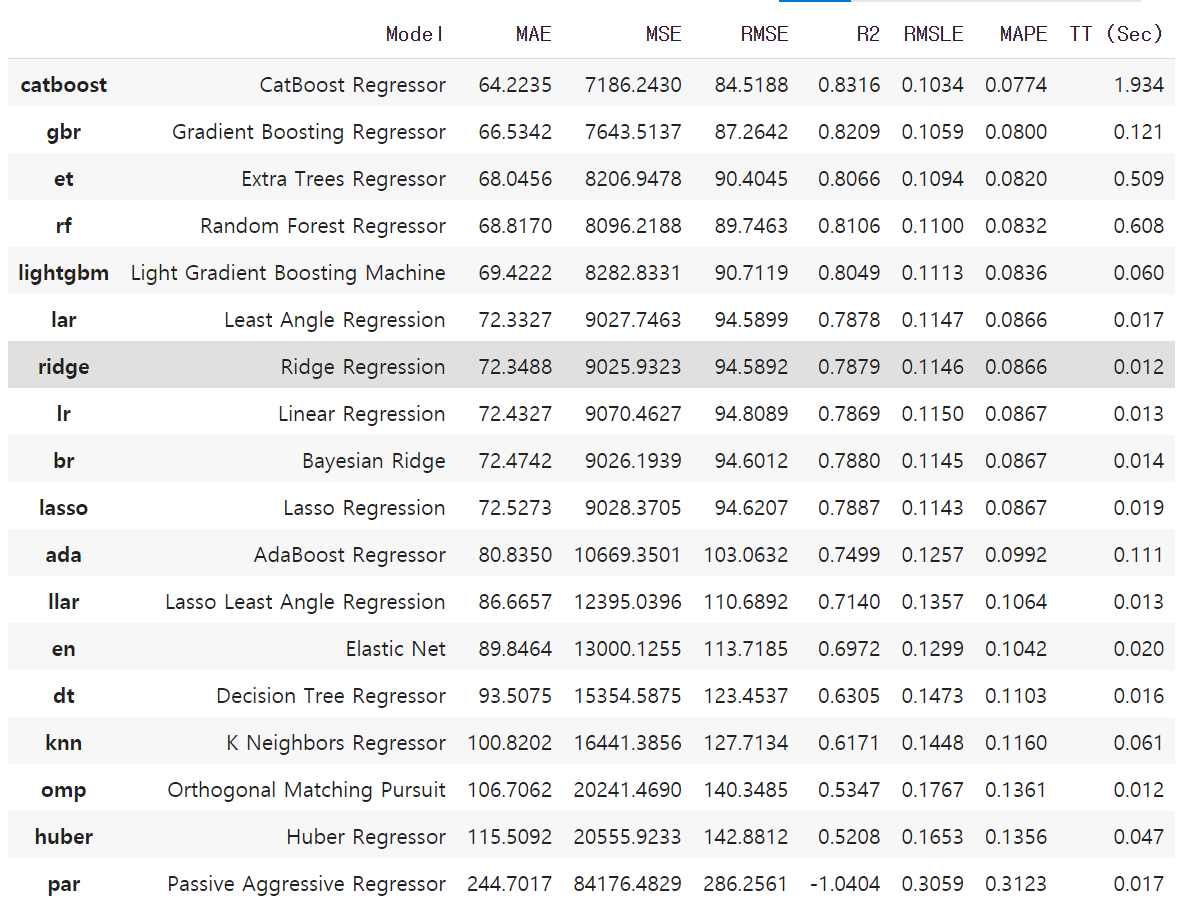 Model MAE MSE RMSE R2 RMSLE MAPE TT (Sec)
catboost CatBoost Regressor 64.2235 7186.2430 84.5188 0.8316 0.1034 0.0774 1.934
gbr Gradient Boosting Regressor 66.5342 7643.5137 87.2642 0.8209 0.1059 0.0800 0.121
et Extra Trees Regressor 68.0456 8206.9478 90.4045 0.8066 0.1094 0.0820 0.509
rf Random Forest Regressor 68.8170 8096.2188 89.7463 0.8106 0.1100 0.0832 0.608
lightgbm Light Gradient Boosting Machine 69.4222 8282.8331 90.7119 0.8049 0.1113 0.0836 0.060
lar Least Angle Regression 72.3327 9027.7463 94.5899 0.7878 0.1147 0.0866 0.017
ridge Ridge Regression 72.3488 9025.9323 94.5892 0.7879 0.1146 0.0866 0.012
lr Linear Regression 72.4327 9070.4627 94.8089 0.7869 0.1150 0.0867 0.013
br Bayesian Ridge 72.4742 9026.1939 94.6012 0.7880 0.1145 0.0867 0.014
lasso Lasso Regression 72.5273 9028.3705 94.6207 0.7887 0.1143 0.0867 0.019
ada AdaBoost Regressor 80.8350 10669.3501 103.0632 0.7499 0.1257 0.0992 0.111
llar Lasso Least Angle Regression 86.6657 12395.0396 110.6892 0.7140 0.1357 0.1064 0.013
en Elastic Net 89.8464 13000.1255 113.7185 0.6972 0.1299 0.1042 0.020
dt Decision Tree Regressor 93.5075 15354.5875 123.4537 0.6305 0.1473 0.1103 0.016
knn K Neighbors Regressor 100.8202 16441.3856 127.7134 0.6171 0.1448 0.1160 0.061
omp Orthogonal Matching Pursuit 106.7062 20241.4690 140.3485 0.5347 0.1767 0.1361 0.012
huber Huber Regressor 115.5092 20555.9233 142.8812 0.5208 0.1653 0.1356 0.047
par Passive Aggressive Regressor 244.7017 84176.4829 286.2561 -1.0404 0.3059 0.3123 0.017